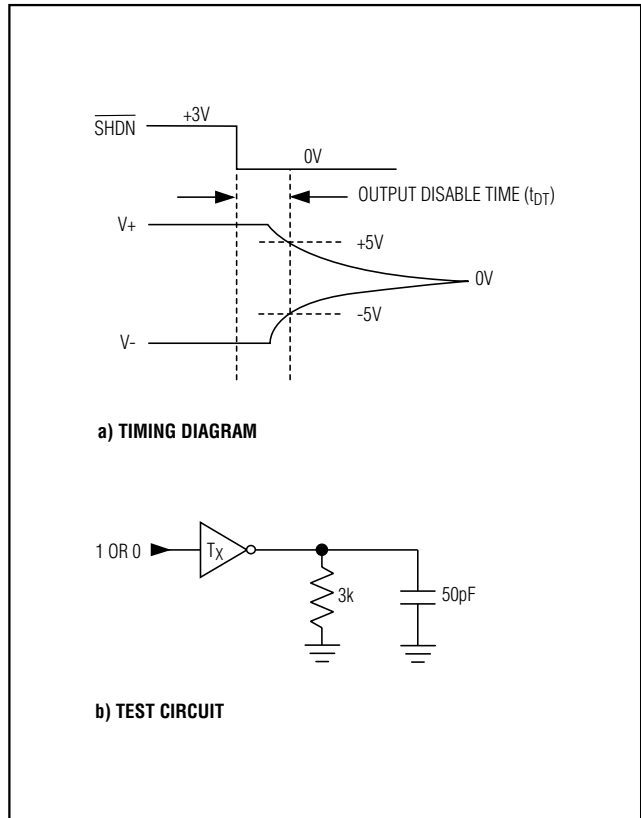 +3V
SHDN
0V
OUTPUT DISABLE TIME (tDT)
V+
+5V
0V
-5V
V-
a) TIMING DIAGRAM
1 OR 0
TX
3k
50pF
b) TEST CIRCUIT